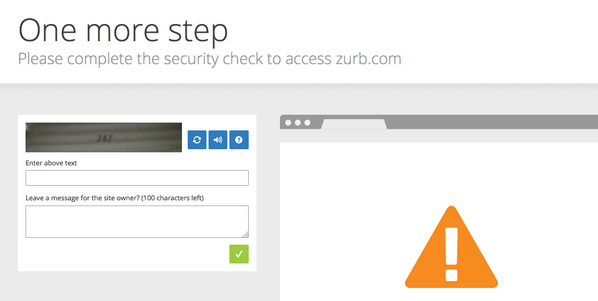 One more step
Please complete the security check to access zurb.com
Enter above text
Leave a message for the site owner? (100 characters left)